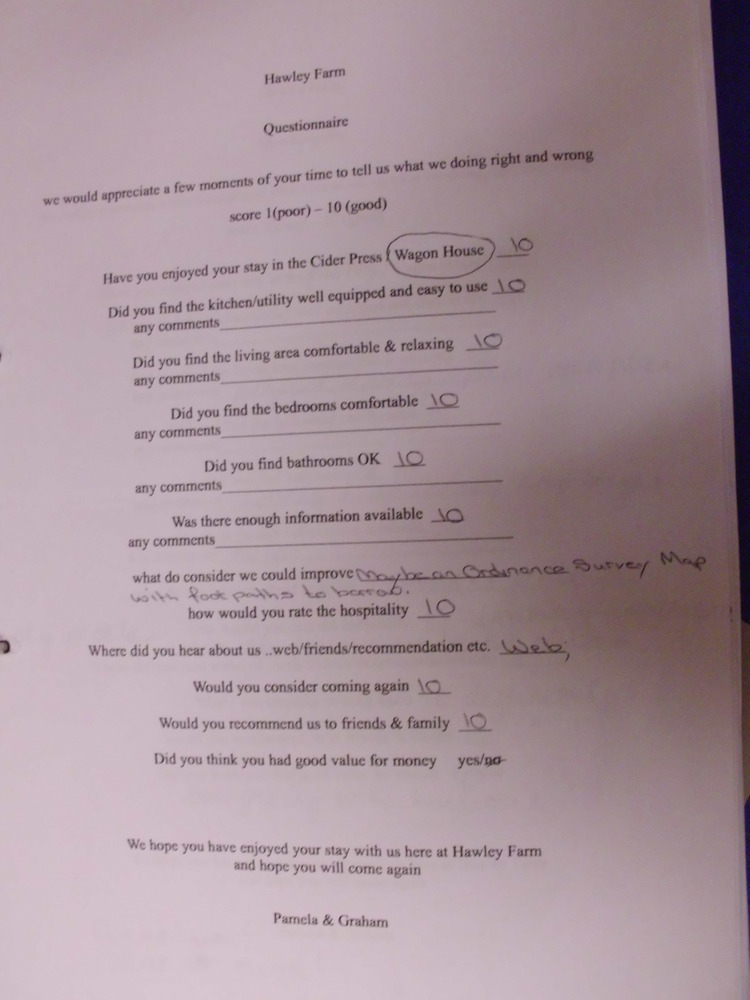 Hawley Farm
Questionnaire
we would appreciate a few moments of your time to tell us what we doing right and wrong
score 1(poor) – 10 (good)
Have you enjoyed your stay in the Cider Press / Wagon House 10
Did you find the kitchen/utility well equipped and easy to use 10
any comments
Did you find the living area comfortable & relaxing 10
any comments
Did you find the bedrooms comfortable 10
any comments
Did you find bathrooms OK 10
any comments
Was there enough information available 10
any comments
what do consider we could improve Maybe an Ordinance Survey Map
with foot paths to borrow.
how would you rate the hospitality 10
Where did you hear about us ..web/friends/recommendation etc. Web;
Would you consider coming again 10
Would you recommend us to friends & family 10
Did you think you had good value for money yes/no
We hope you have enjoyed your stay with us here at Hawley Farm
and hope you will come again
Pamela & Graham